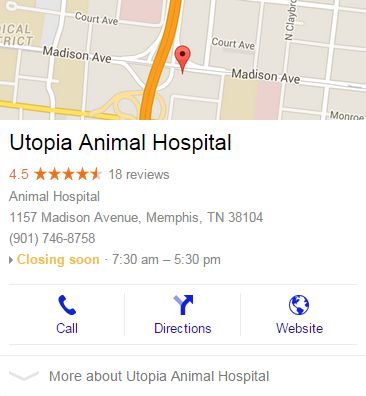 Court Ave
N Claybro
DICAL
STRICT
Madison Ave
Court Ave
Madison Ave
Monroe
Utopia Animal Hospital
4.5 18 reviews
Animal Hospital
1157 Madison Avenue, Memphis, TN 38104
(901) 746-8758
Closing soon · 7:30 am – 5:30 pm
Call Directions Website
More about Utopia Animal Hospital